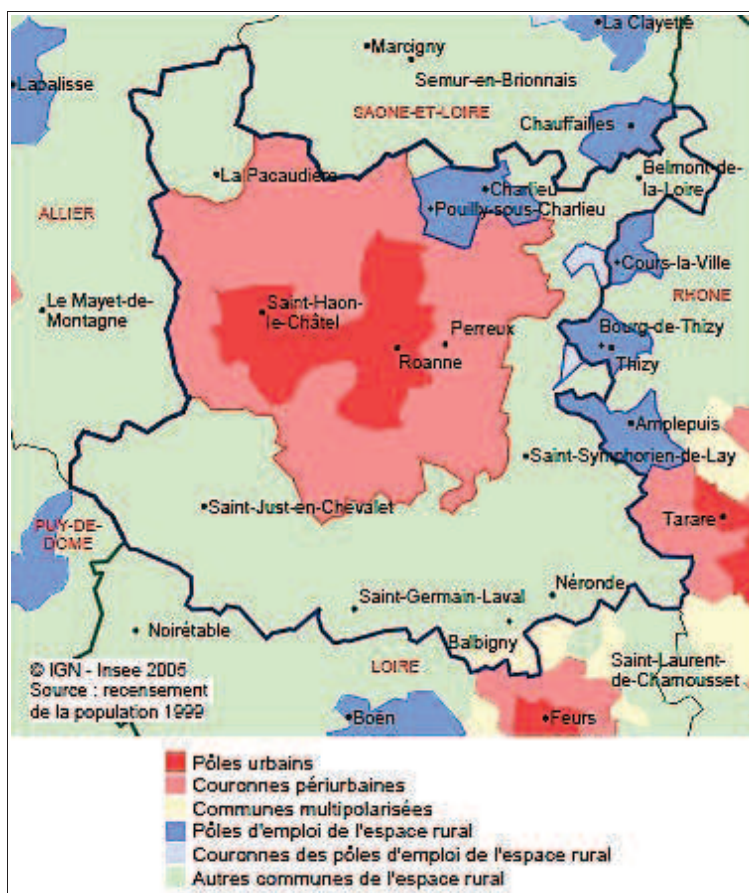 La Clayette
Marcigny
Semur-en-Brionnais
Lapalisse
SAONE-ET-LOIRE
Chauffailles
La Pacaudière
Charlieu
Belmont-de-
la-Loire
Pouilly-sous-Charlieu
ALLIER
Cours-la-Ville
RHONE
Le Mayet-de-
Montagne
Saint-Haon-
le-Châtel
Perreux
Bourg-de-Thizy
Roanne
Thizy
Amplepuis
Saint-Symphorien-de-Lay
Saint-Just-en-Chevalet
Tarare
PUY-DE-
DOME
Néronde
Saint-Germain-Laval
Noirétable
Balbigny
© IGN - Insee 2005
Source : recensement
de la population 1999
LOIRE
Saint-Laurent-
de-Chamousset
Boën
Feurs
Pôles urbains
Couronnes périurbaines
Communes multipolarisées
Pôles d'emploi de l'espace rural
Couronnes des pôles d'emploi de l'espace rural
Autres communes de l'espace rural